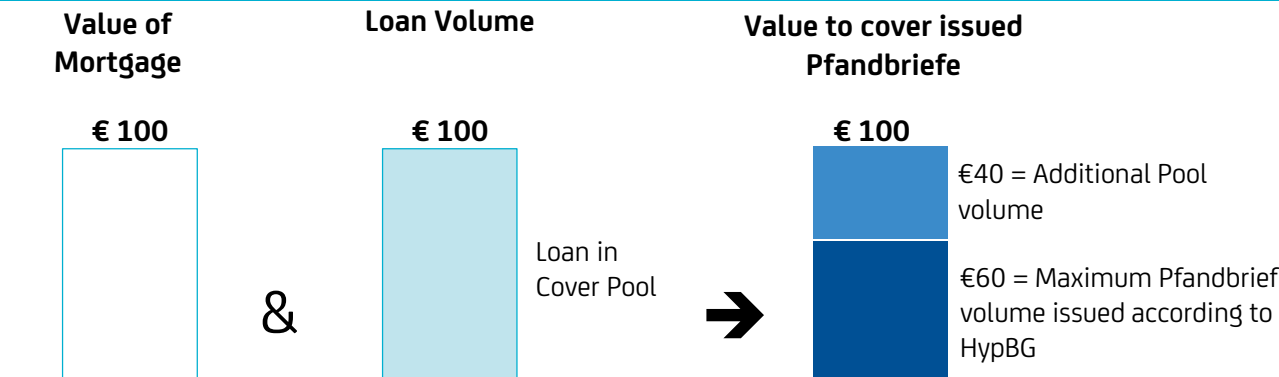 Value of
Mortgage
Loan Volume
Value to cover issued
Pfandbriefe
€ 100
€ 100
€ 100
€40 = Additional Pool
volume
Loan in
Cover Pool
€60 = Maximum Pfandbrief
volume issued according to
HypBG
&